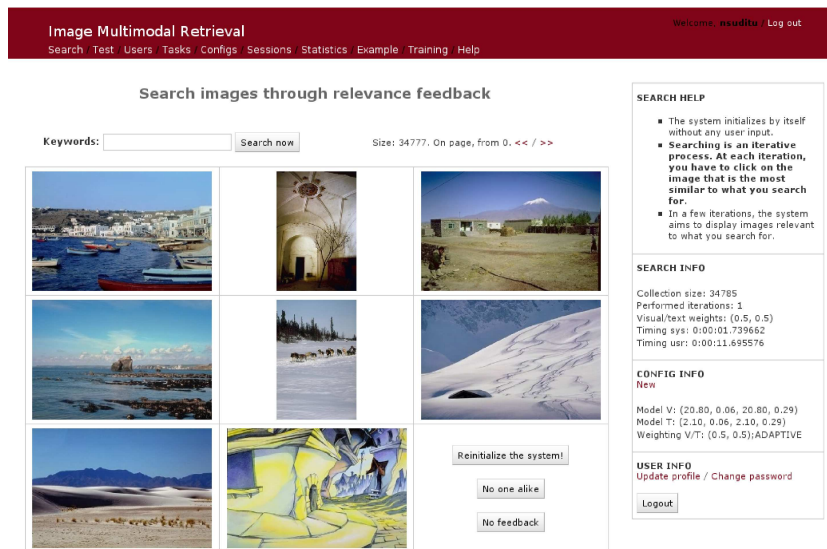 Welcome, nsuditu / Log out
Image Multimodal Retrieval
Search / Test / Users / Tasks / Configs / Sessions / Statistics / Example / Training / Help
Search images through relevance feedback
Keywords: Search now
Size: 34777. On page, from 0. << / >>
Reinitialize the system!
No one alike
No feedback
SEARCH HELP
The system initializes by itself
without any user input.
Searching is an iterative
process. At each iteration,
you have to click on the
image that is the most
similar to what you search
for.
In a few iterations, the system
aims to display images relevant
to what you search for.
SEARCH INFO
Collection size: 34785
Performed iterations: 1
Visual/text weights: (0.5, 0.5)
Timing sys: 0:00:01.739662
Timing usr: 0:00:11.695576
CONFIG INFO
New
Model V: (20.80, 0.06, 20.80, 0.29)
Model T: (2.10, 0.06, 2.10, 0.29)
Weighting V/T: (0.5, 0.5);ADAPTIVE
USER INFO
Update profile / Change password
Logout